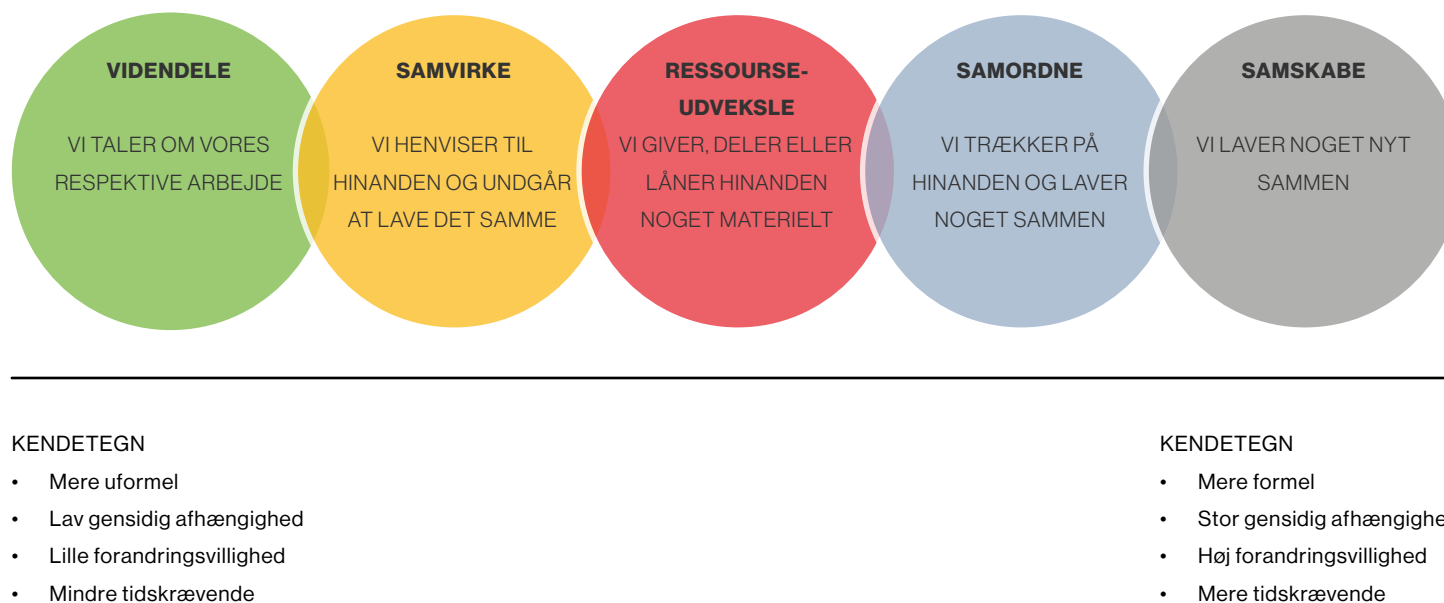 VIDENDELE
VI TALER OM VORES
RESPEKTIVE ARBEJDE
SAMVIRKE
VI HENVISER TIL
HINANDEN OG UNDGÅR
AT LAVE DET SAMME
RESSOURSE-
UDVEKSLE
VI GIVER, DELER ELLER
LÅNER HINANDEN
NOGET MATERIELT
SAMORDNE
VI TRÆKKER PÅ
HINANDEN OG LAVER
NOGET SAMMEN
SAMSKABE
VI LAVER NOGET NYT
SAMMEN
KENDETEGN
• Mere uformel
• Lav gensidig afhængighed
• Lille forandringsvillighed
• Mindre tidskrævende
KENDETEGN
• Mere formel
• Stor gensidig
• Høj forandringsvillighed
• Mere tidskrævende